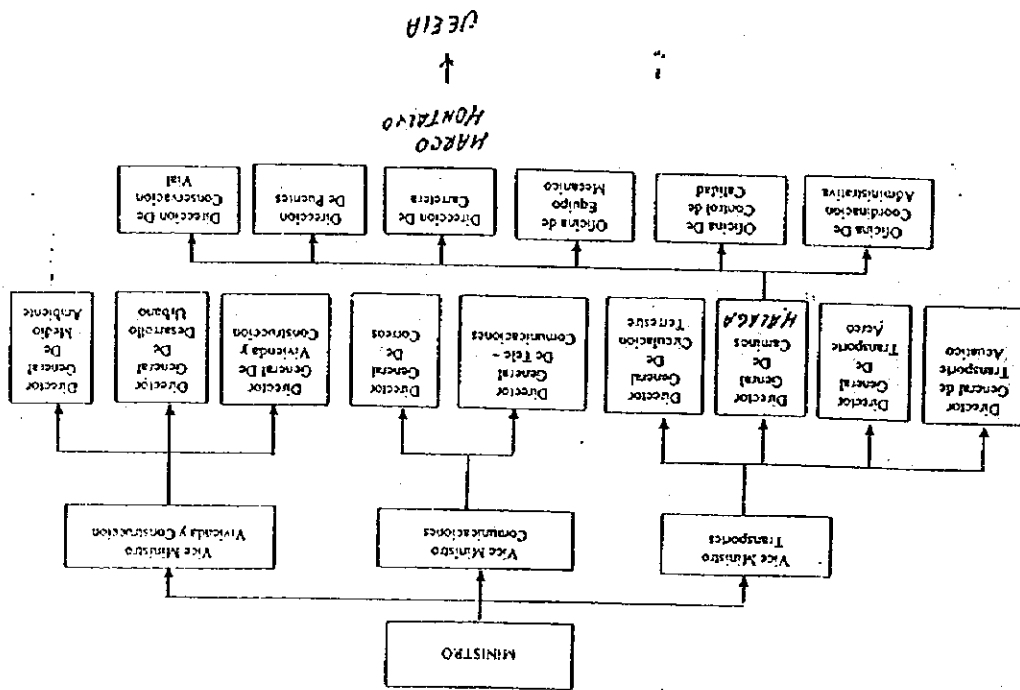 MINISTRO
Vice Ministro
Transportes
Vice Ministro
Comunicaciones
Vice Ministro
Vivienda y Construccion
Director
General de
Transporte
Acuatico
Director
General
De
Transporte
Aereo
Director
General
De
Caminos
MALAGA
Director
General
De
Circulacion
Terrestre
Director
General
De Tele-
Comunicaciones
Director
General
De
Correos
Director
General De
Vivienda y
Construccion
Director
General
De
Desarrollo
Urbano
Director
General
De
Medio
Ambiente
Oficina De
Coordinacion
Administrativa
Oficina De
Control de
Calidad
Oficina de
Equipo
Mecanico
Direccion De
Carretera
Direccion
De Puentes
Direccion De
Conservacion
Vial
MARCO
MONTALVO